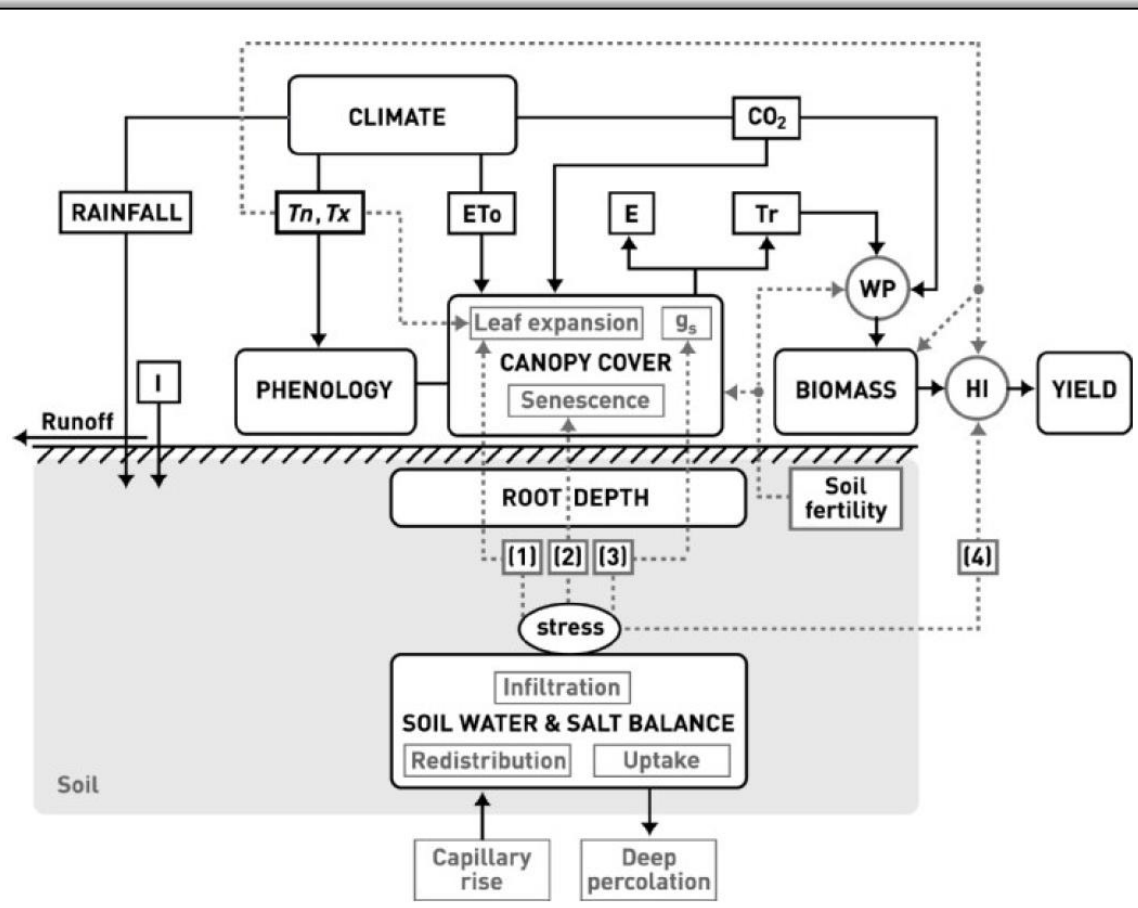 CLIMATE
CO₂
RAINFALL
Tn, Tx
ETo
E
Tr
WP
Leaf expansion
gₛ
CANOPY COVER
Senescence
PHENOLOGY
BIOMASS
HI
YIELD
I
Runoff
ROOT DEPTH
Soil
fertility
(1)
(2)
(3)
(4)
stress
Infiltration
SOIL WATER & SALT BALANCE
Redistribution
Uptake
Soil
Capillary
rise
Deep
percolation